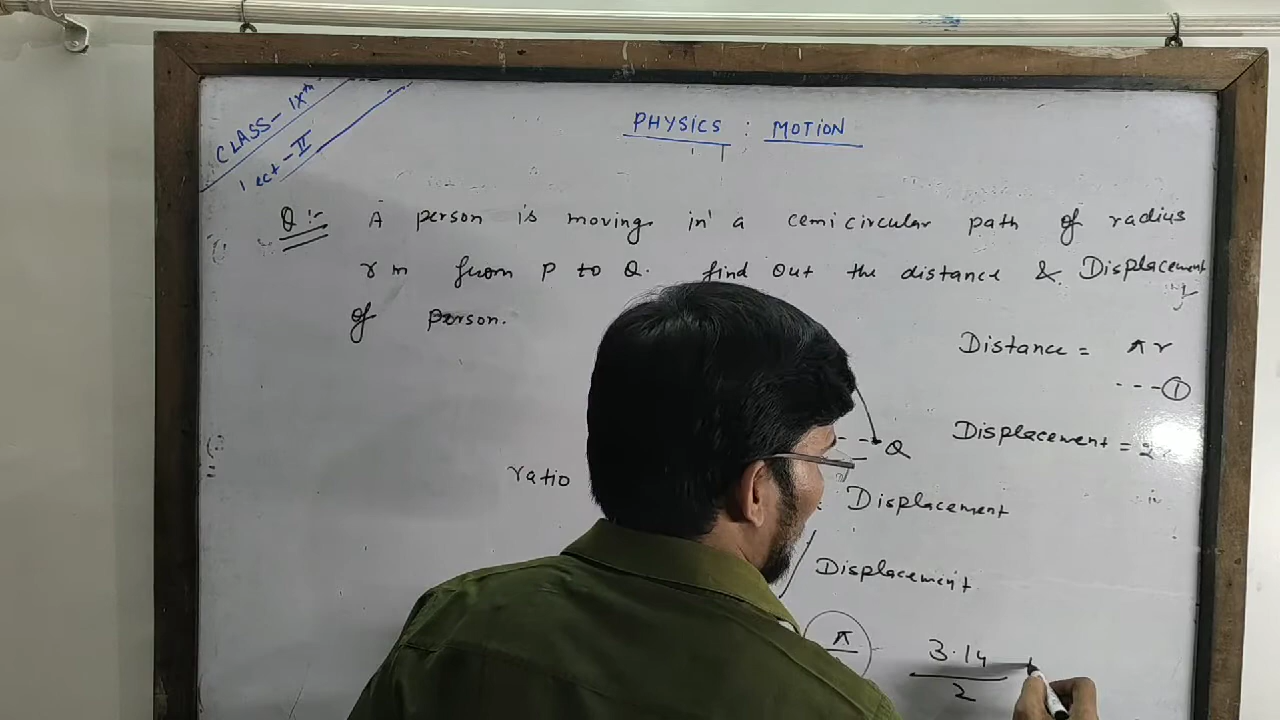 CLASS- IXth
Lect-II
PHYSICS : MOTION
Q:- A person is moving in a cemicircular path of radius
r m from P to Q. find Out the distance & Displacement
of Person.
Distance = πr
---①
Q
Displacement = 2r
ratio
Displacement
/ Displacement
π
3.14
2